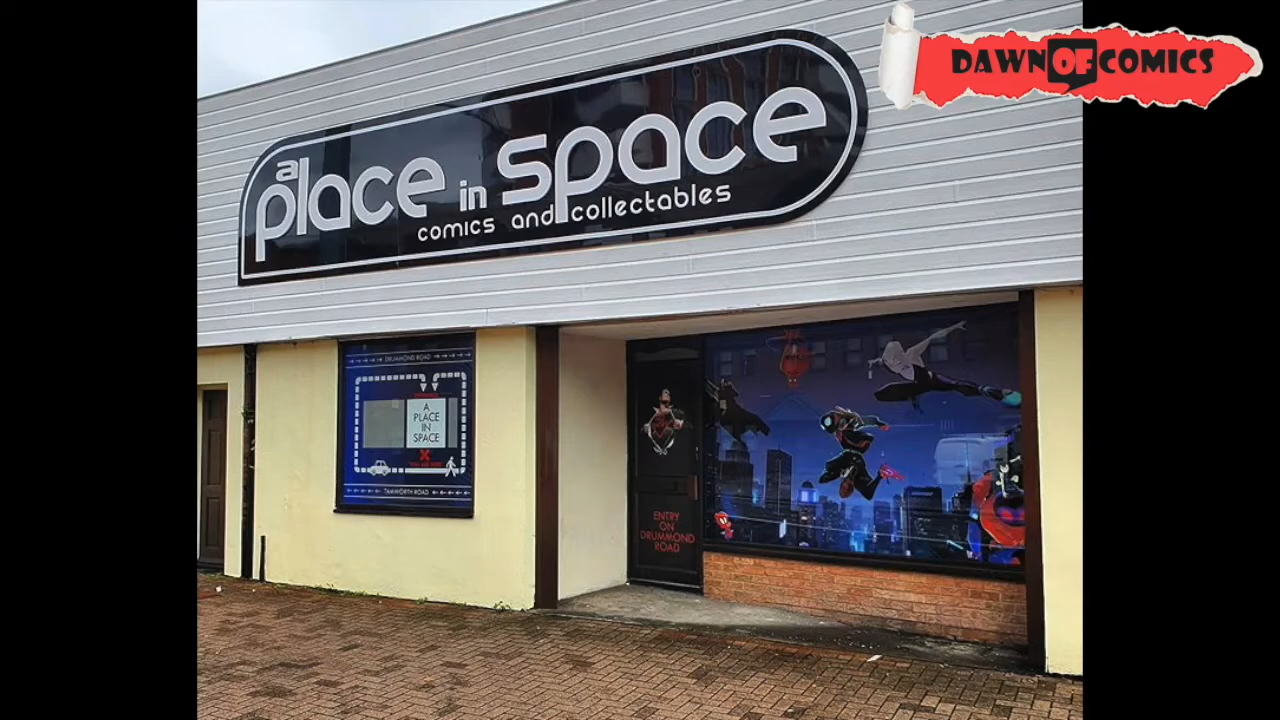 DAWN OF COMICS
a place in space
comics and collectables
DRUMMOND ROAD
A
PLACE
IN
SPACE
TAMWORTH ROAD
ENTRY
ON
DRUMMOND
ROAD